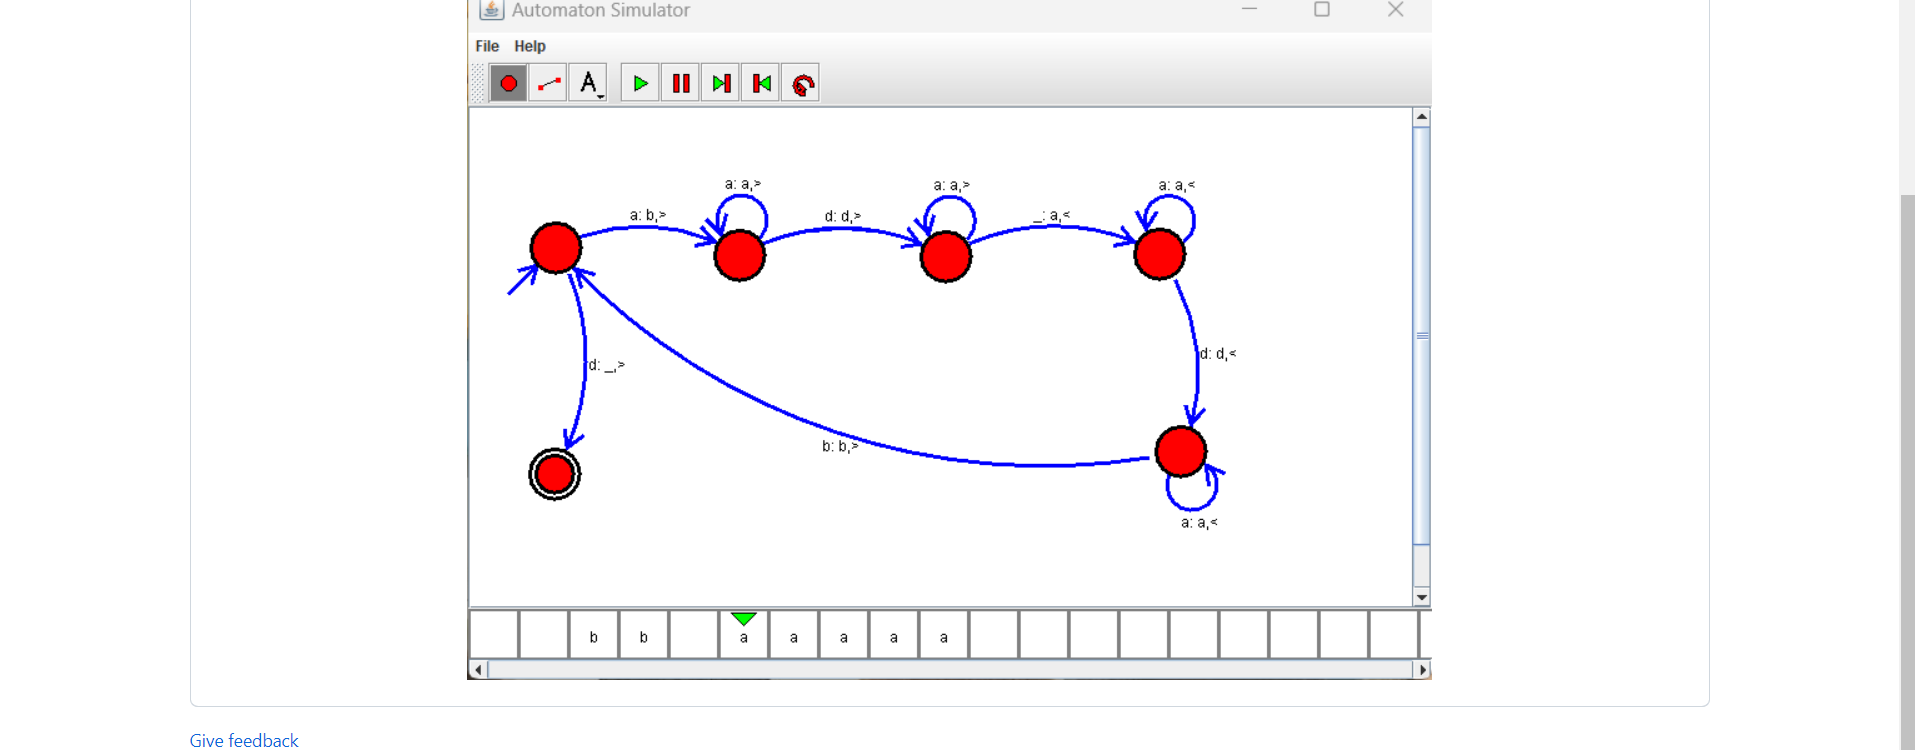 Automaton Simulator
File Help
A
a: a,>
a: a,>
a: a,<
a: b,>
d: d,>
_: a,<
d: d,<
d: _,>
b: b,>
a: a,<
b b a a a a a
Give feedback